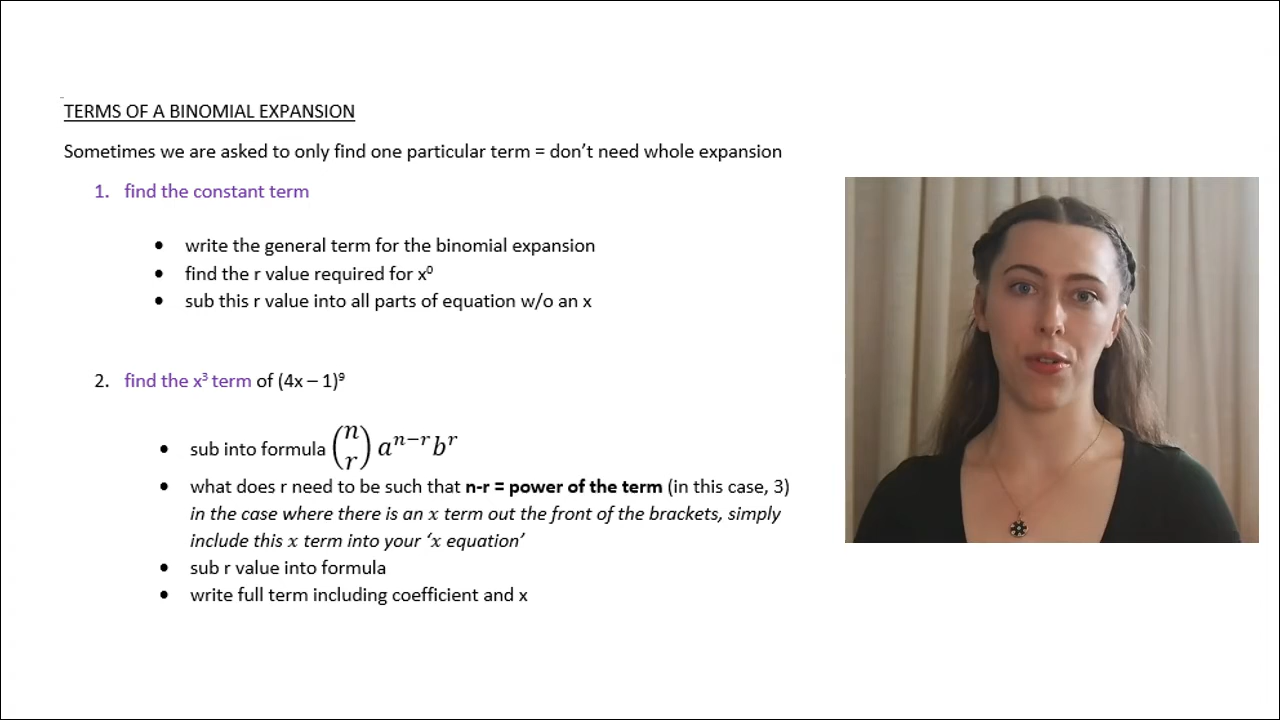 TERMS OF A BINOMIAL EXPANSION
Sometimes we are asked to only find one particular term = don’t need whole expansion
1. find the constant term
• write the general term for the binomial expansion
• find the r value required for x⁰
• sub this r value into all parts of equation w/o an x
2. find the x³ term of (4x – 1)⁹
• sub into formula (n r) aⁿ⁻ʳbʳ
• what does r need to be such that n-r = power of the term (in this case, 3)
in the case where there is an x term out the front of the brackets, simply
include this x term into your ‘x equation’
• sub r value into formula
• write full term including coefficient and x